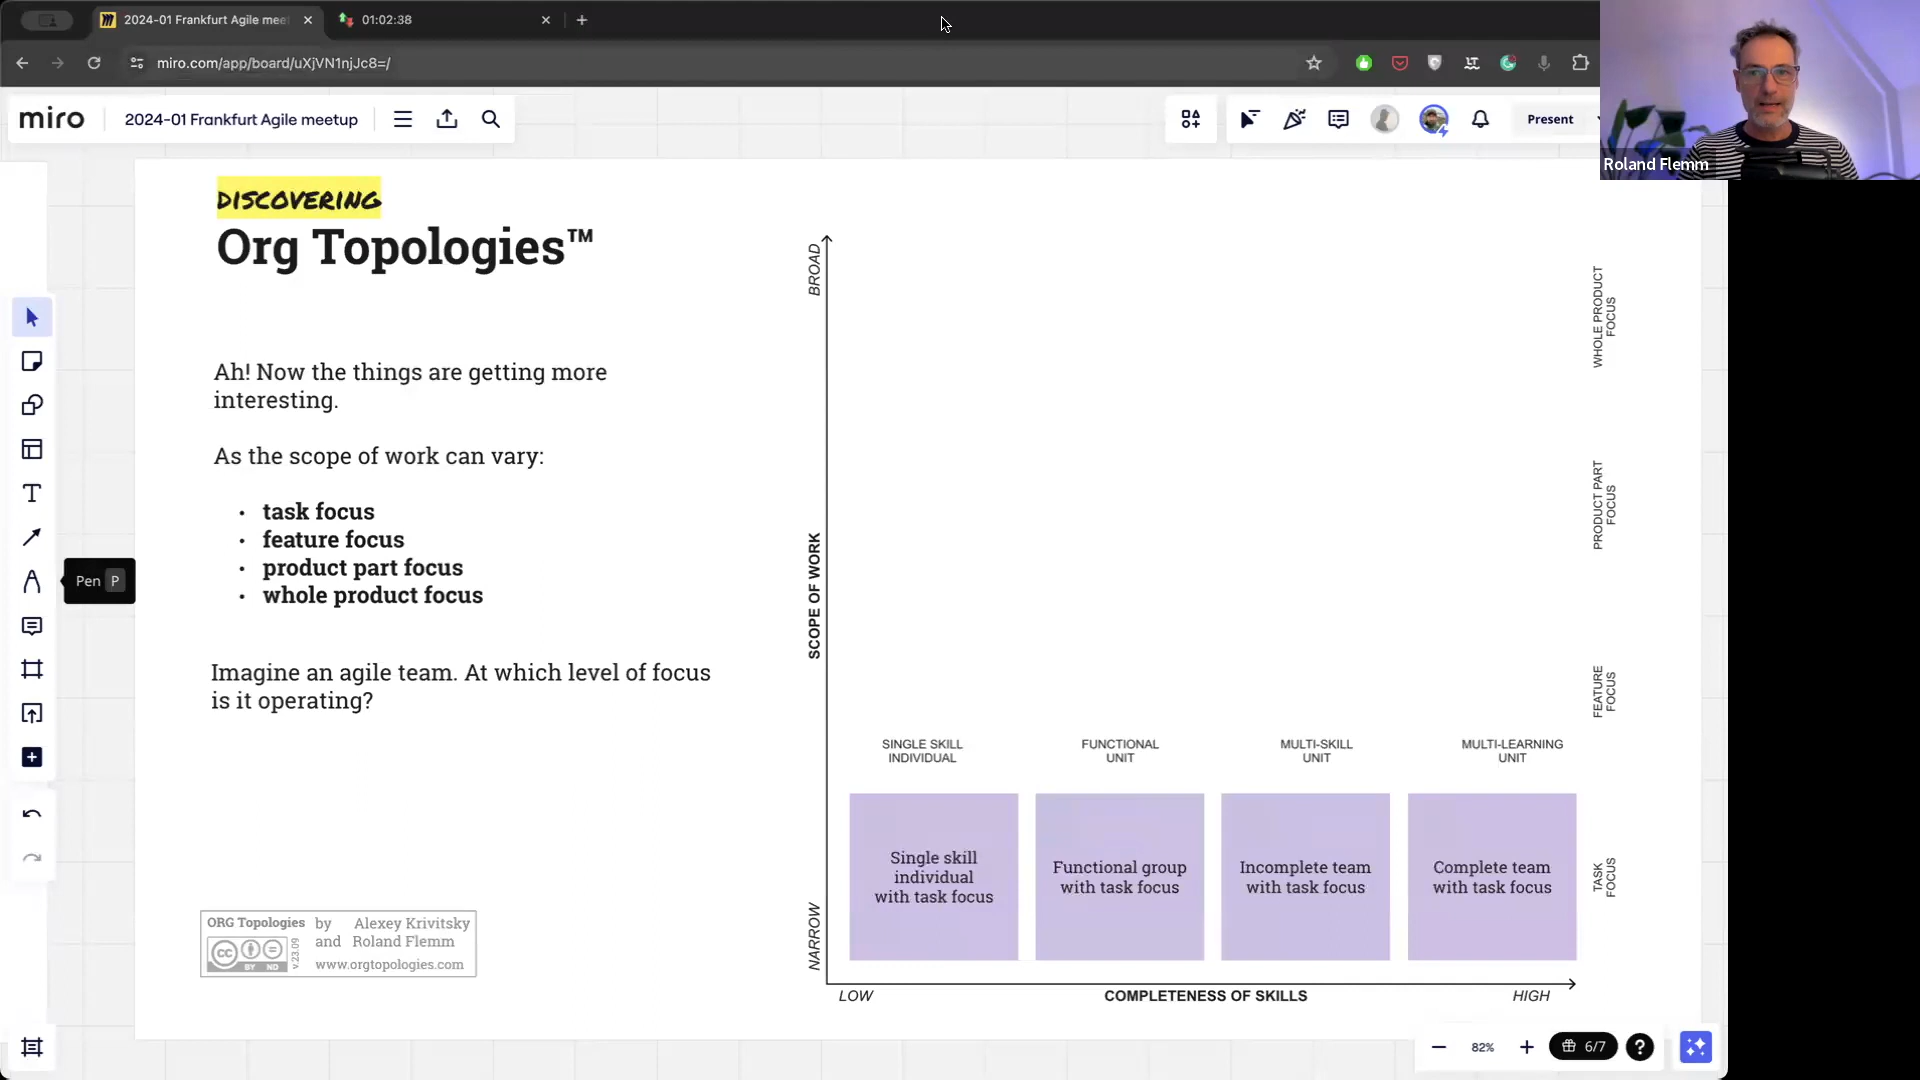 2024-01 Frankfurt Agile mee
01:02:38
miro.com/app/board/uXjVN1njJc8=/
miro
2024-01 Frankfurt Agile meetup
Present
Roland Flemm
DISCOVERING
Org Topologies™
Ah! Now the things are getting more
interesting.
As the scope of work can vary:
• task focus
• feature focus
• product part focus
• whole product focus
Pen P
Imagine an agile team. At which level of focus
is it operating?
BROAD
SCOPE OF WORK
NARROW
WHOLE PRODUCT
FOCUS
PRODUCT PART
FOCUS
FEATURE
FOCUS
TASK
FOCUS
SINGLE SKILL
INDIVIDUAL
FUNCTIONAL
UNIT
MULTI-SKILL
UNIT
MULTI-LEARNING
UNIT
Single skill
individual
with task focus
Functional group
with task focus
Incomplete team
with task focus
Complete team
with task focus
LOW
COMPLETENESS OF SKILLS
HIGH
ORG Topologies by Alexey Krivitsky
and Roland Flemm
www.orgtopologies.com
CC BY ND
v.23.09
82%
6/7
?